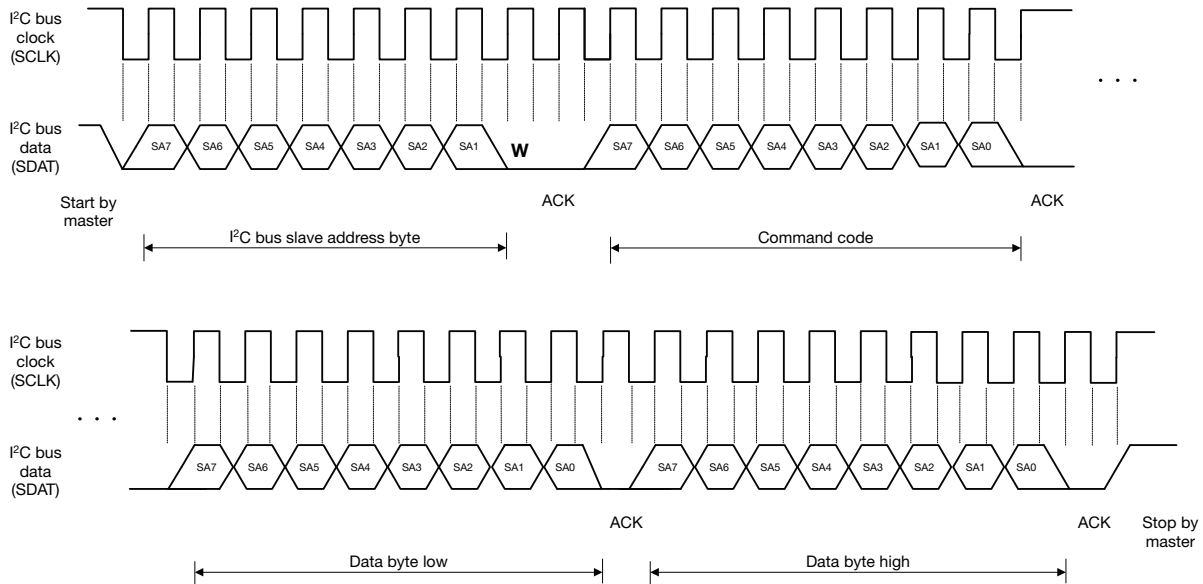 I²C bus
clock
(SCLK)
. . .
I²C bus
data
(SDAT)
SA7 SA6 SA5 SA4 SA3 SA2 SA1 W SA7 SA6 SA5 SA4 SA3 SA2 SA1 SA0
Start by
master
ACK ACK
I²C bus slave address byte Command code
I²C bus
clock
(SCLK)
. . .
I²C bus
data
(SDAT)
SA7 SA6 SA5 SA4 SA3 SA2 SA1 SA0 SA7 SA6 SA5 SA4 SA3 SA2 SA1 SA0
ACK ACK Stop by
master
Data byte low Data byte high